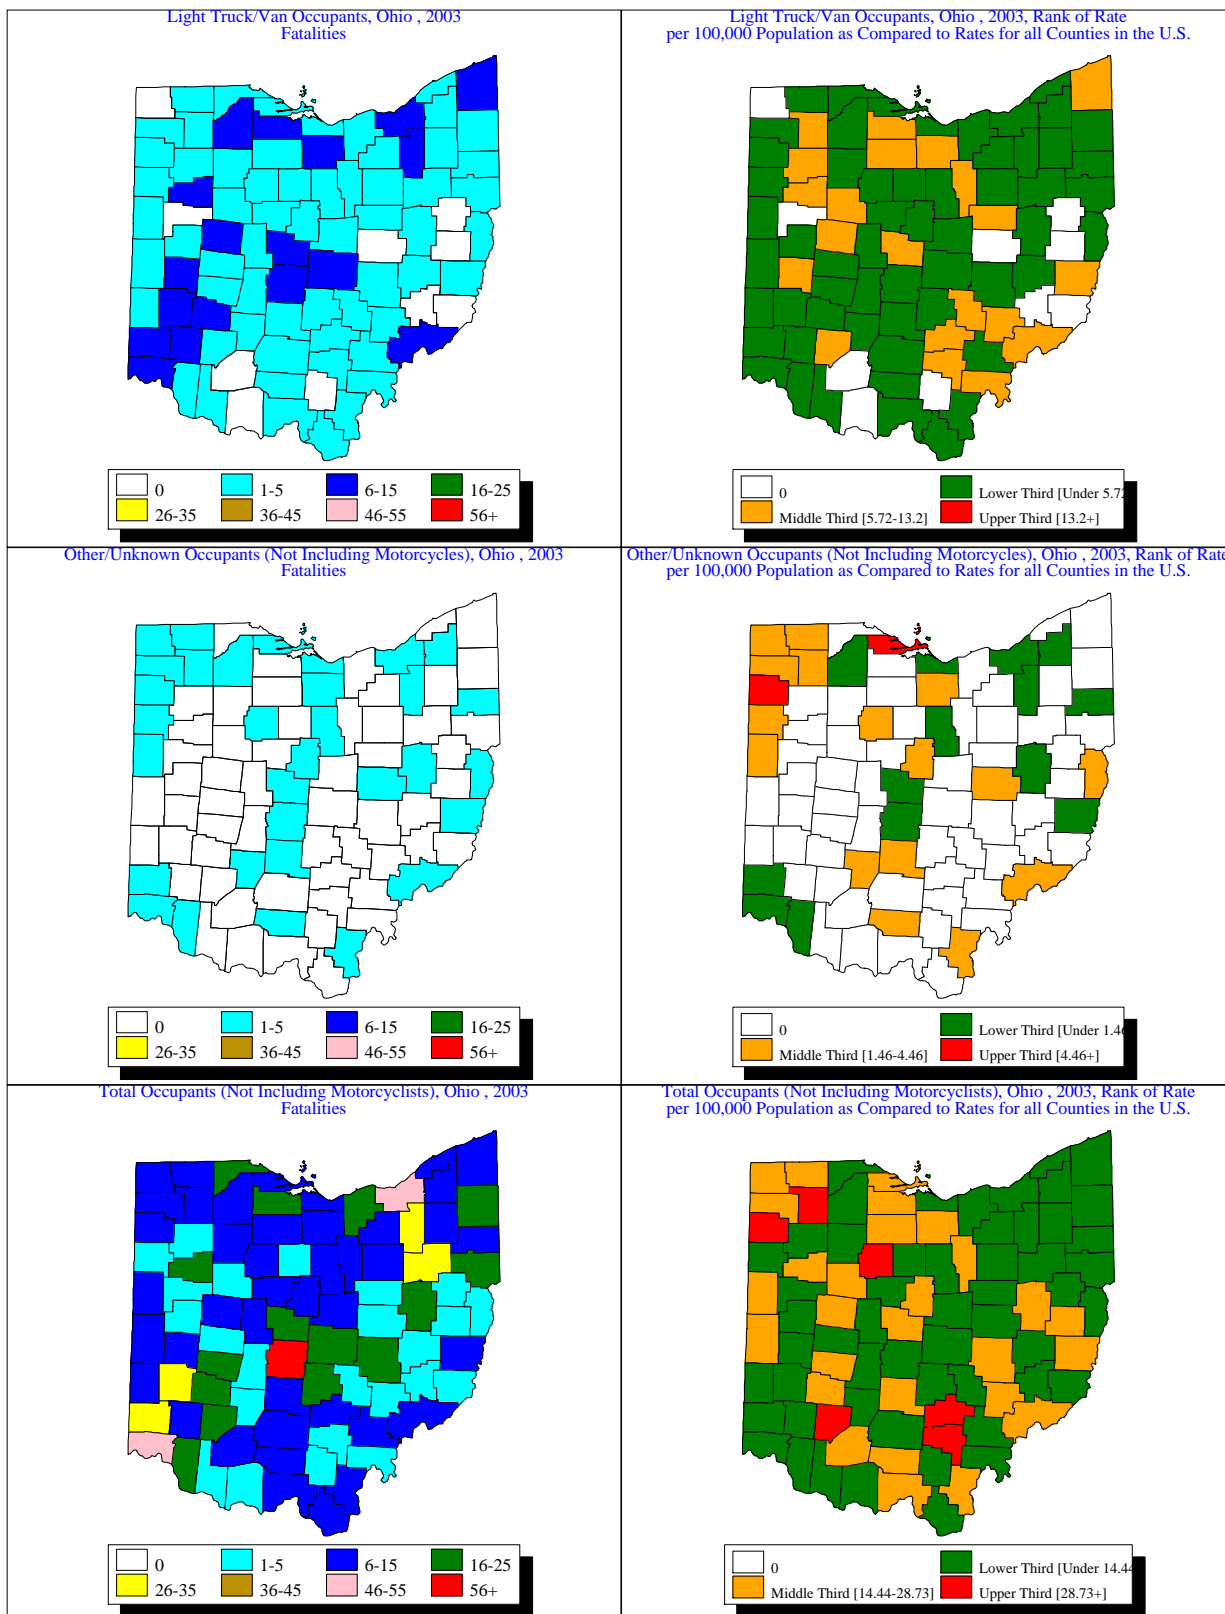 Light Truck/Van Occupants, Ohio , 2003
Fatalities
0
1-5
6-15
16-25
26-35
36-45
46-55
56+
Light Truck/Van Occupants, Ohio , 2003, Rank of Rate
per 100,000 Population as Compared to Rates for all Counties in the U.S.
0
Lower Third [Under 5.72
Middle Third [5.72-13.2]
Upper Third [13.2+]
Other/Unknown Occupants (Not Including Motorcycles), Ohio , 2003
Fatalities
0
1-5
6-15
16-25
26-35
36-45
46-55
56+
Other/Unknown Occupants (Not Including Motorcycles), Ohio , 2003, Rank of Rate
per 100,000 Population as Compared to Rates for all Counties in the U.S.
0
Lower Third [Under 1.46
Middle Third [1.46-4.46]
Upper Third [4.46+]
Total Occupants (Not Including Motorcyclists), Ohio , 2003
Fatalities
0
1-5
6-15
16-25
26-35
36-45
46-55
56+
Total Occupants (Not Including Motorcyclists), Ohio , 2003, Rank of Rate
per 100,000 Population as Compared to Rates for all Counties in the U.S.
0
Lower Third [Under 14.44
Middle Third [14.44-28.73]
Upper Third [28.73+]